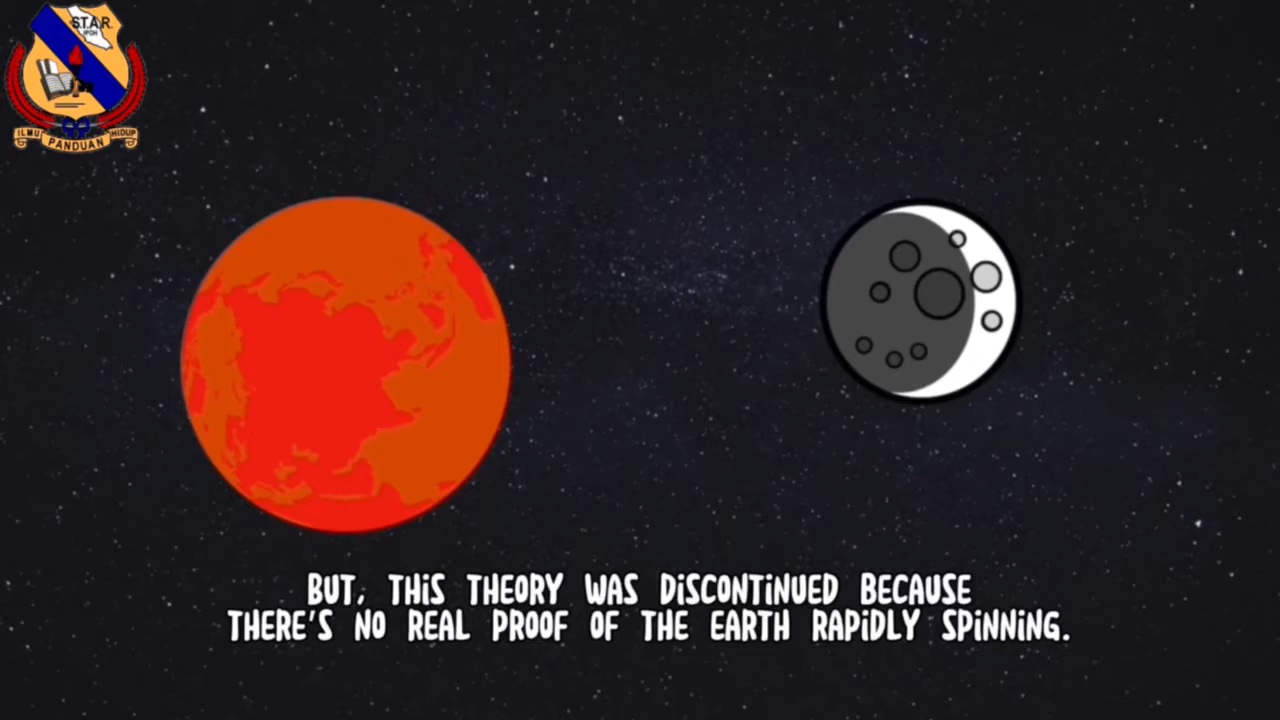 S.T.A.R.
IPOH
ILMU PANDUAN HIDUP
BUT, THIS THEORY WAS DISCONTINUED BECAUSE
THERE'S NO REAL PROOF OF THE EARTH RAPIDLY SPINNING.